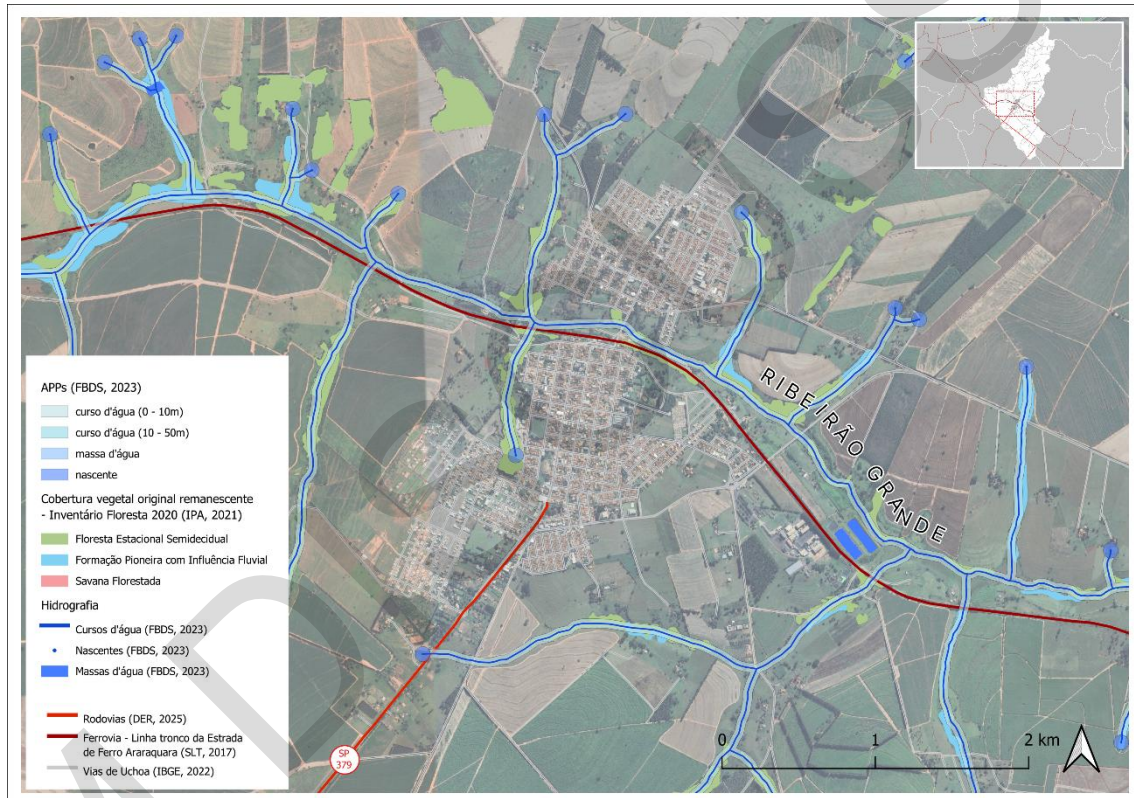 RIBEIRÃO GRANDE
APPs (FBDS, 2023)
curso d'água (0 - 10m)
curso d'água (10 - 50m)
massa d'água
nascente
Cobertura vegetal original remanescente
- Inventário Floresta 2020 (IPA, 2021)
Floresta Estacional Semidecidual
Formação Pioneira com Influência Fluvial
Savana Florestada
Hidrografia
Cursos d'água (FBDS, 2023)
Nascentes (FBDS, 2023)
Massas d'água (FBDS, 2023)
Rodovias (DER, 2025)
Ferrovia - Linha tronco da Estrada
de Ferro Araraquara (SLT, 2017)
Vias de Uchoa (IBGE, 2022)
SP
379
0 1 2 km